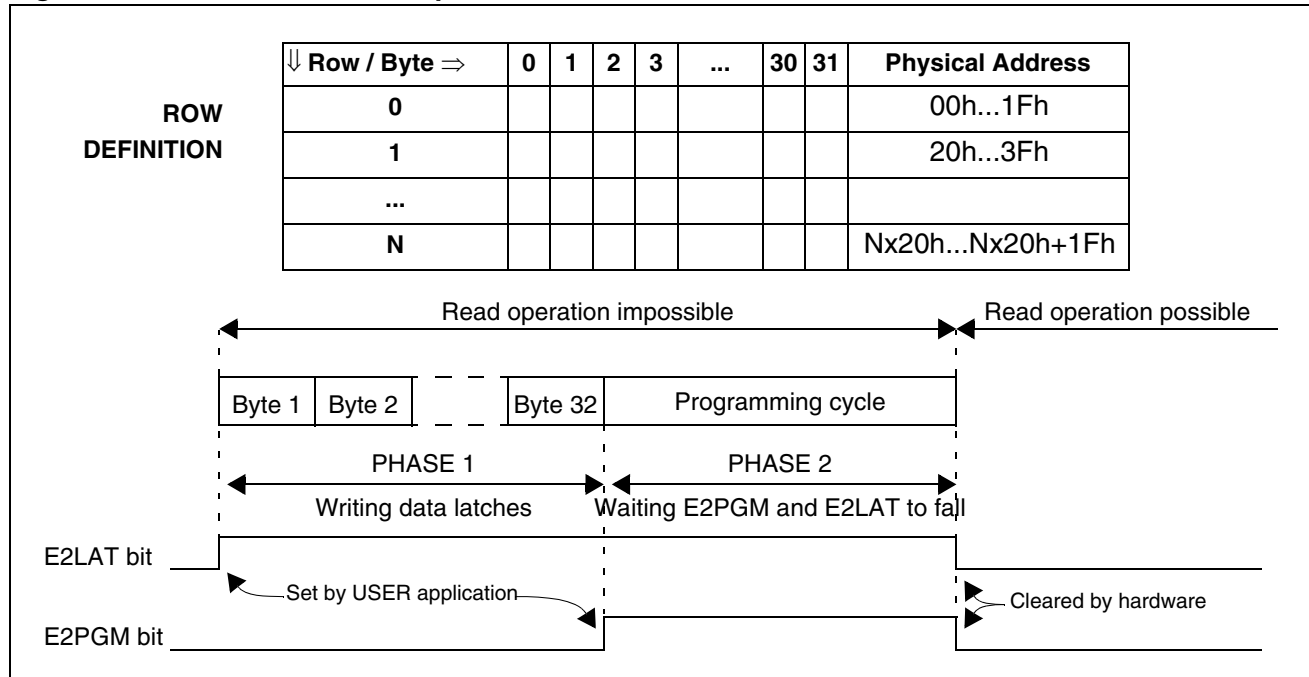 ⇓ Row / Byte ⇒ 0 1 2 3 ... 30 31 Physical Address
ROW DEFINITION
0 00h...1Fh
1 20h...3Fh
...
N Nx20h...Nx20h+1Fh
Read operation impossible Read operation possible
Byte 1 Byte 2 Byte 32 Programming cycle
PHASE 1 PHASE 2
Writing data latches Waiting E2PGM and E2LAT to fall
E2LAT bit
Set by USER application Cleared by hardware
E2PGM bit